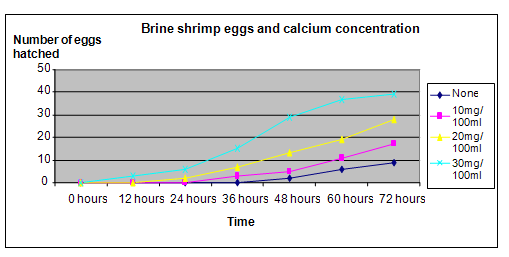 Brine shrimp eggs and calcium concentration
Number of eggs
hatched
50
40
30
20
10
0
0 hours 12 hours 24 hours 36 hours 48 hours 60 hours 72 hours
Time
None
10mg/
100ml
20mg/
100ml
30mg/
100ml